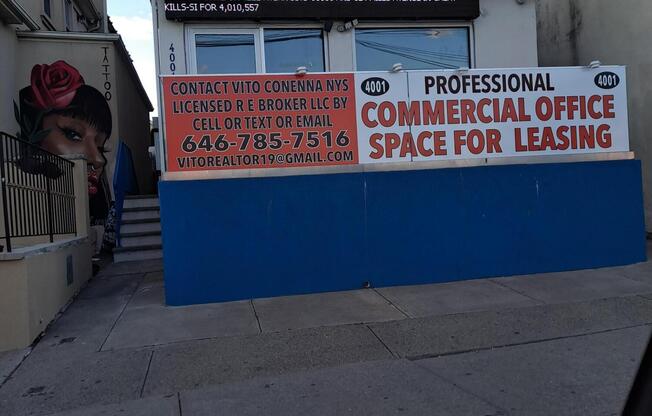 KILLS-SI FOR 4,010,557
TATTOO
400
CONTACT VITO CONENNA NYS
LICENSED R E BROKER LLC BY
CELL OR TEXT OR EMAIL
646-785-7516
VITOREALTOR19@GMAIL.COM
4001
PROFESSIONAL
4001
COMMERCIAL OFFICE
SPACE FOR LEASING